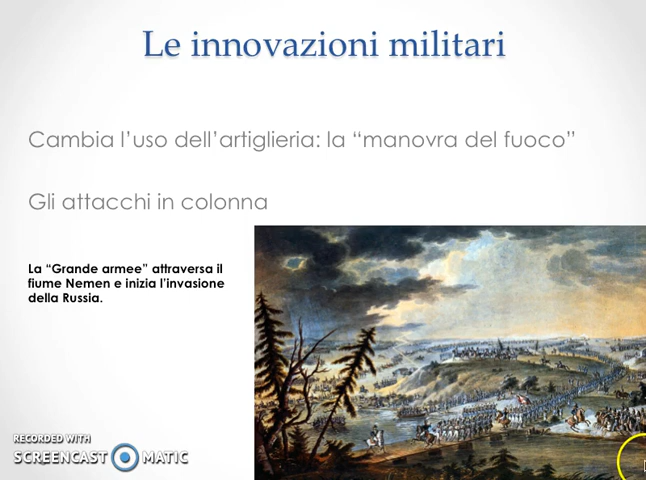 Le innovazioni militari
Cambia l’uso dell’artiglieria: la “manovra del fuoco”
Gli attacchi in colonna
La “Grande armee” attraversa il
fiume Nemen e inizia l’invasione
della Russia.
RECORDED WITH
SCREENCAST MATIC